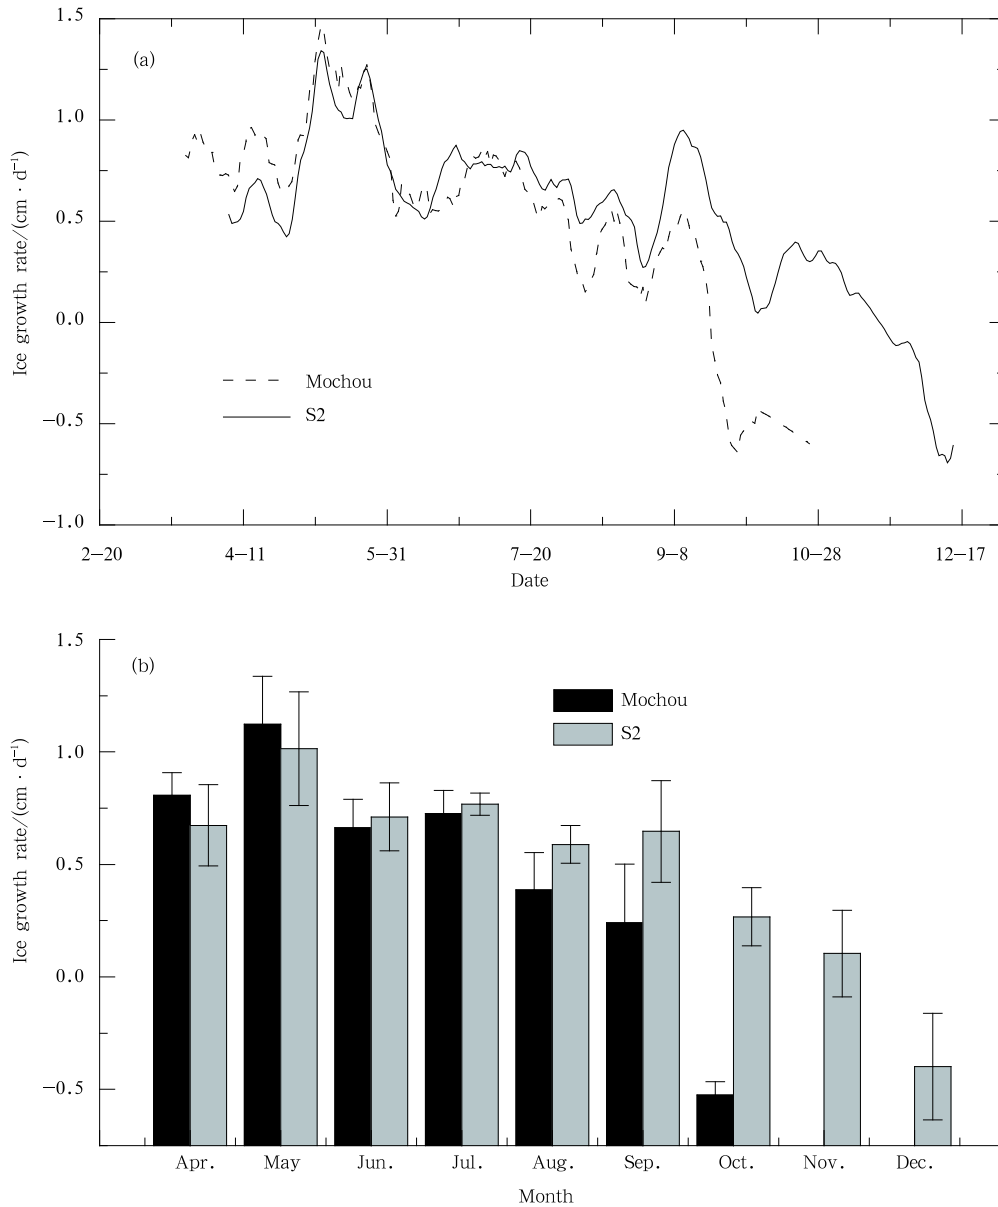 1.5
(a)
1.0
0.5
0.0
−0.5
−1.0
Ice growth rate/(cm · d⁻¹)
Mochou
S2
2−20 4−11 5−31 7−20 9−8 10−28 12−17
Date
1.5
(b)
1.0
0.5
0.0
−0.5
Ice growth rate/(cm · d⁻¹)
Mochou
S2
Apr. May Jun. Jul. Aug. Sep. Oct. Nov. Dec.
Month